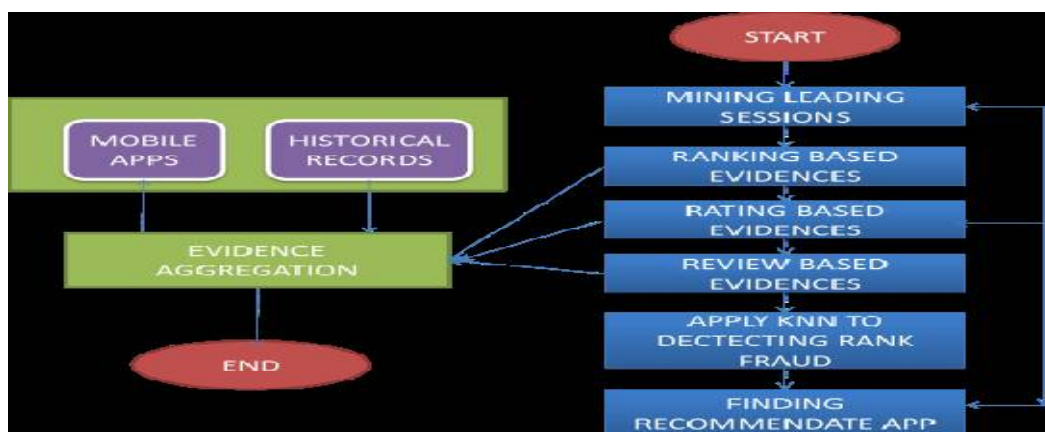 START
MINING LEADING
SESSIONS
MOBILE
APPS
HISTORICAL
RECORDS
RANKING BASED
EVIDENCES
RATING BASED
EVIDENCES
EVIDENCE
AGGREGATION
REVIEW BASED
EVIDENCES
APPLY KNN TO
DECTECTING RANK
FRAUD
END
FINDING
RECOMMENDATE APP